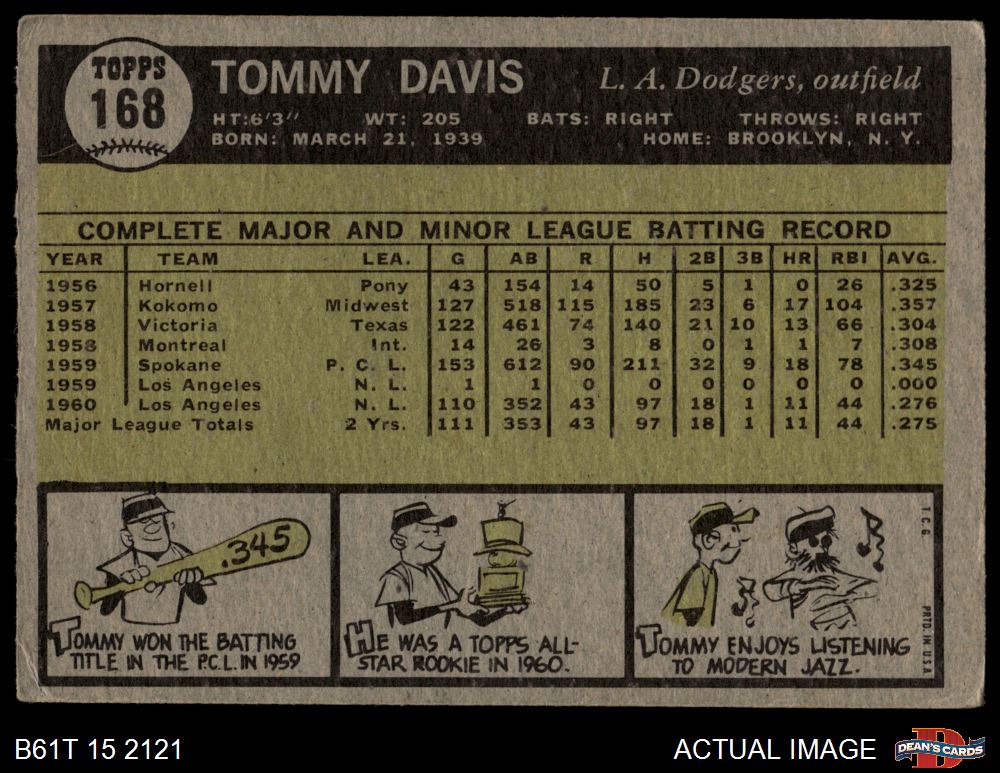 TOPPS
168
TOMMY DAVIS L. A. Dodgers, outfield
HT:6'3" WT: 205 BATS: RIGHT THROWS: RIGHT
BORN: MARCH 21, 1939 HOME: BROOKLYN, N. Y.
COMPLETE MAJOR AND MINOR LEAGUE BATTING RECORD
YEAR TEAM LEA. G AB R H 2B 3B HR RBI AVG.
1956 Hornell Pony 43 154 14 50 5 1 0 26 .325
1957 Kokomo Midwest 127 518 115 185 23 6 17 104 .357
1958 Victoria Texas 122 461 74 140 21 10 13 66 .304
1958 Montreal Int. 14 26 3 8 0 1 1 7 .308
1959 Spokane P. C. L. 153 612 90 211 32 9 18 78 .345
1959 Los Angeles N. L. 1 1 0 0 0 0 0 0 .000
1960 Los Angeles N. L. 110 352 43 97 18 1 11 44 .276
Major League Totals 2 Yrs. 111 353 43 97 18 1 11 44 .275
.345
TOMMY WON THE BATTING
TITLE IN THE P.C.L. IN 1959.
HE WAS A TOPPS ALL-
STAR ROOKIE IN 1960.
TOMMY ENJOYS LISTENING
TO MODERN JAZZ.
T.C.G.
PRTD. IN U.S.A.
B61T 15 2121
ACTUAL IMAGE
D
DEAN'S CARDS